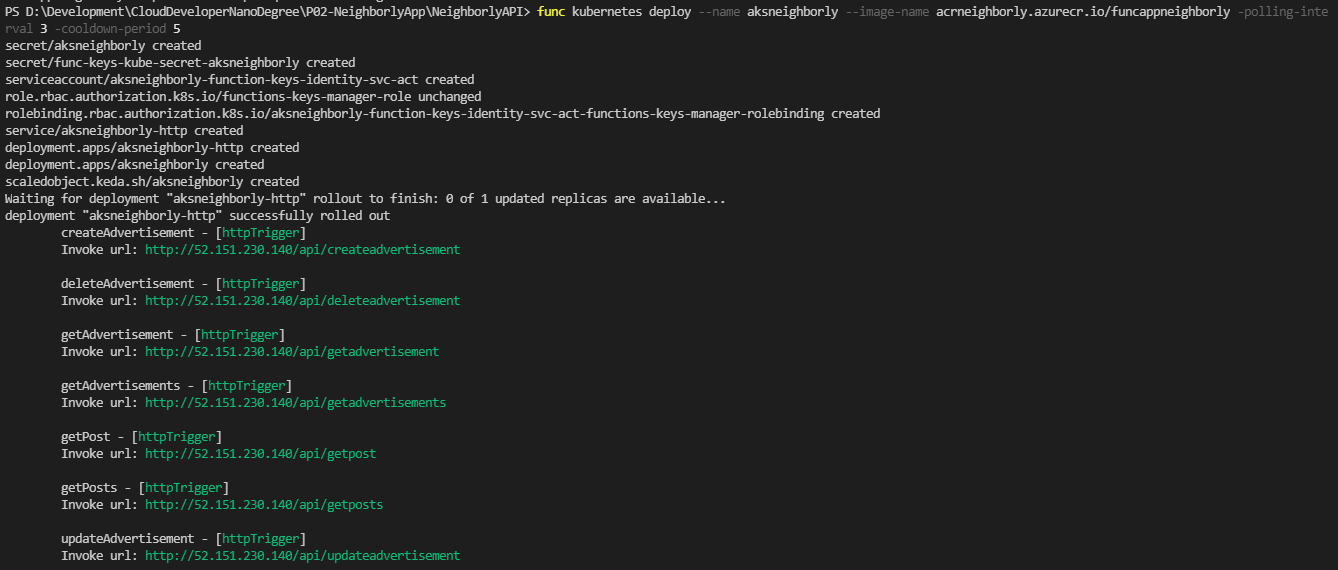 PS D:\Development\CloudDeveloperNanoDegree\P02-NeighborlyApp\NeighborlyAPI> func kubernetes deploy --name aksneighborly --image-name acrneighborly.azurecr.io/funcappneighborly -polling-inte
rval 3 -cooldown-period 5
secret/aksneighborly created
secret/func-keys-kube-secret-aksneighborly created
serviceaccount/aksneighborly-function-keys-identity-svc-act created
role.rbac.authorization.k8s.io/functions-keys-manager-role unchanged
rolebinding.rbac.authorization.k8s.io/aksneighborly-function-keys-identity-svc-act-functions-keys-manager-rolebinding created
service/aksneighborly-http created
deployment.apps/aksneighborly-http created
deployment.apps/aksneighborly created
scaledobject.keda.sh/aksneighborly created
Waiting for deployment "aksneighborly-http" rollout to finish: 0 of 1 updated replicas are available...
deployment "aksneighborly-http" successfully rolled out
createAdvertisement - [httpTrigger]
Invoke url: http://52.151.230.140/api/createadvertisement
deleteAdvertisement - [httpTrigger]
Invoke url: http://52.151.230.140/api/deleteadvertisement
getAdvertisement - [httpTrigger]
Invoke url: http://52.151.230.140/api/getadvertisement
getAdvertisements - [httpTrigger]
Invoke url: http://52.151.230.140/api/getadvertisements
getPost - [httpTrigger]
Invoke url: http://52.151.230.140/api/getpost
getPosts - [httpTrigger]
Invoke url: http://52.151.230.140/api/getposts
updateAdvertisement - [httpTrigger]
Invoke url: http://52.151.230.140/api/updateadvertisement